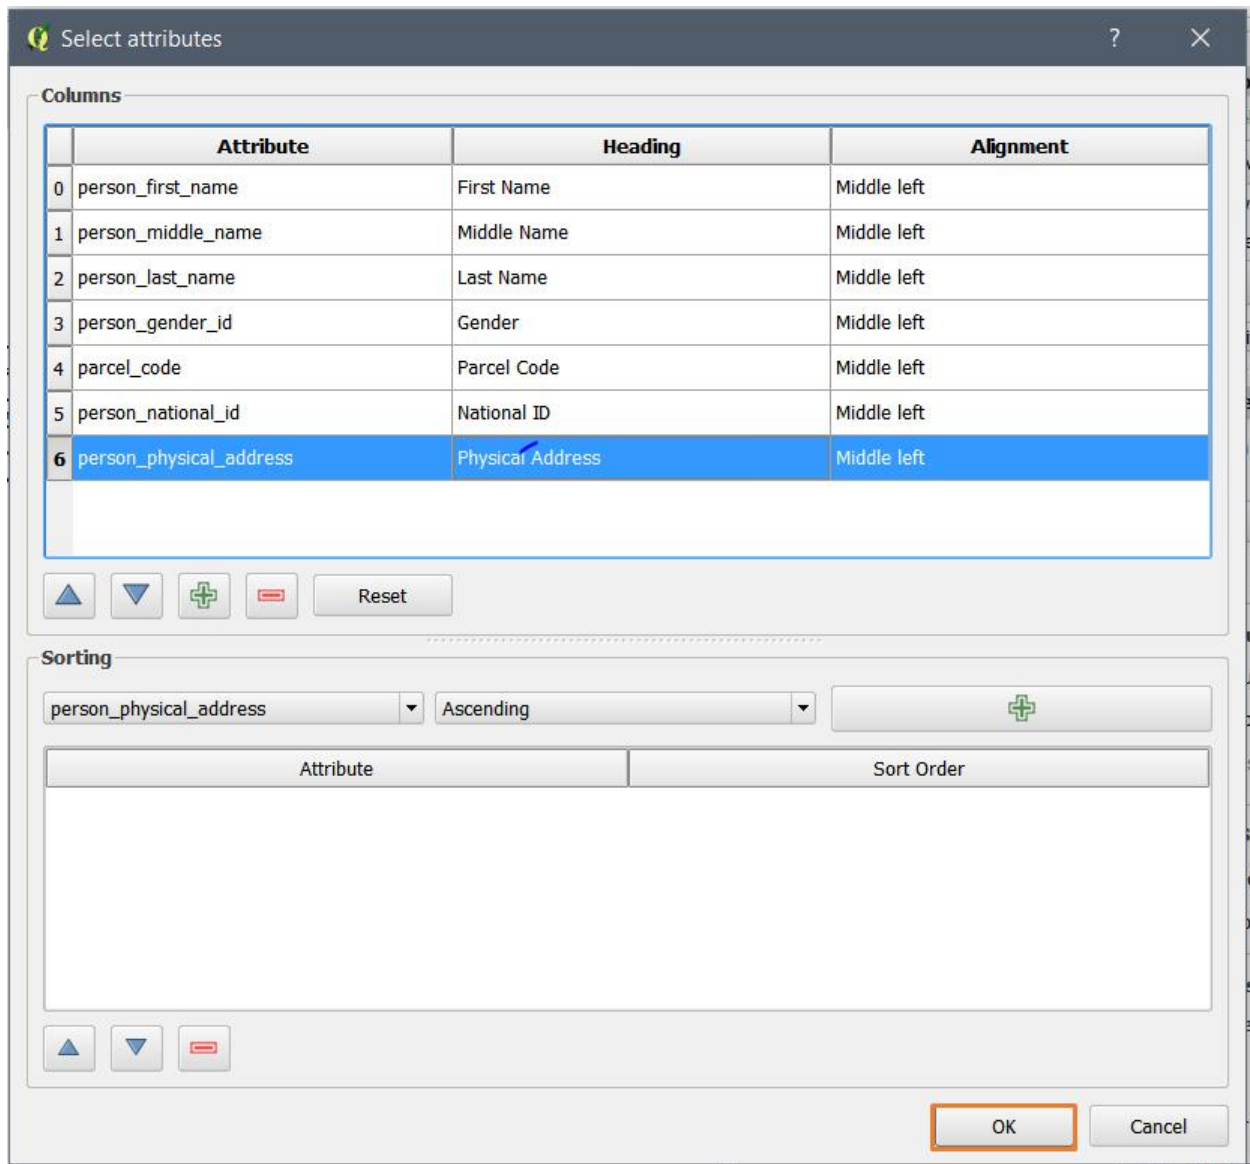 Select attributes ? ×
Columns
Attribute Heading Alignment
0 person_first_name First Name Middle left
1 person_middle_name Middle Name Middle left
2 person_last_name Last Name Middle left
3 person_gender_id Gender Middle left
4 parcel_code Parcel Code Middle left
5 person_national_id National ID Middle left
6 person_physical_address Physical Address Middle left
Reset
Sorting
person_physical_address Ascending
Attribute Sort Order
OK Cancel